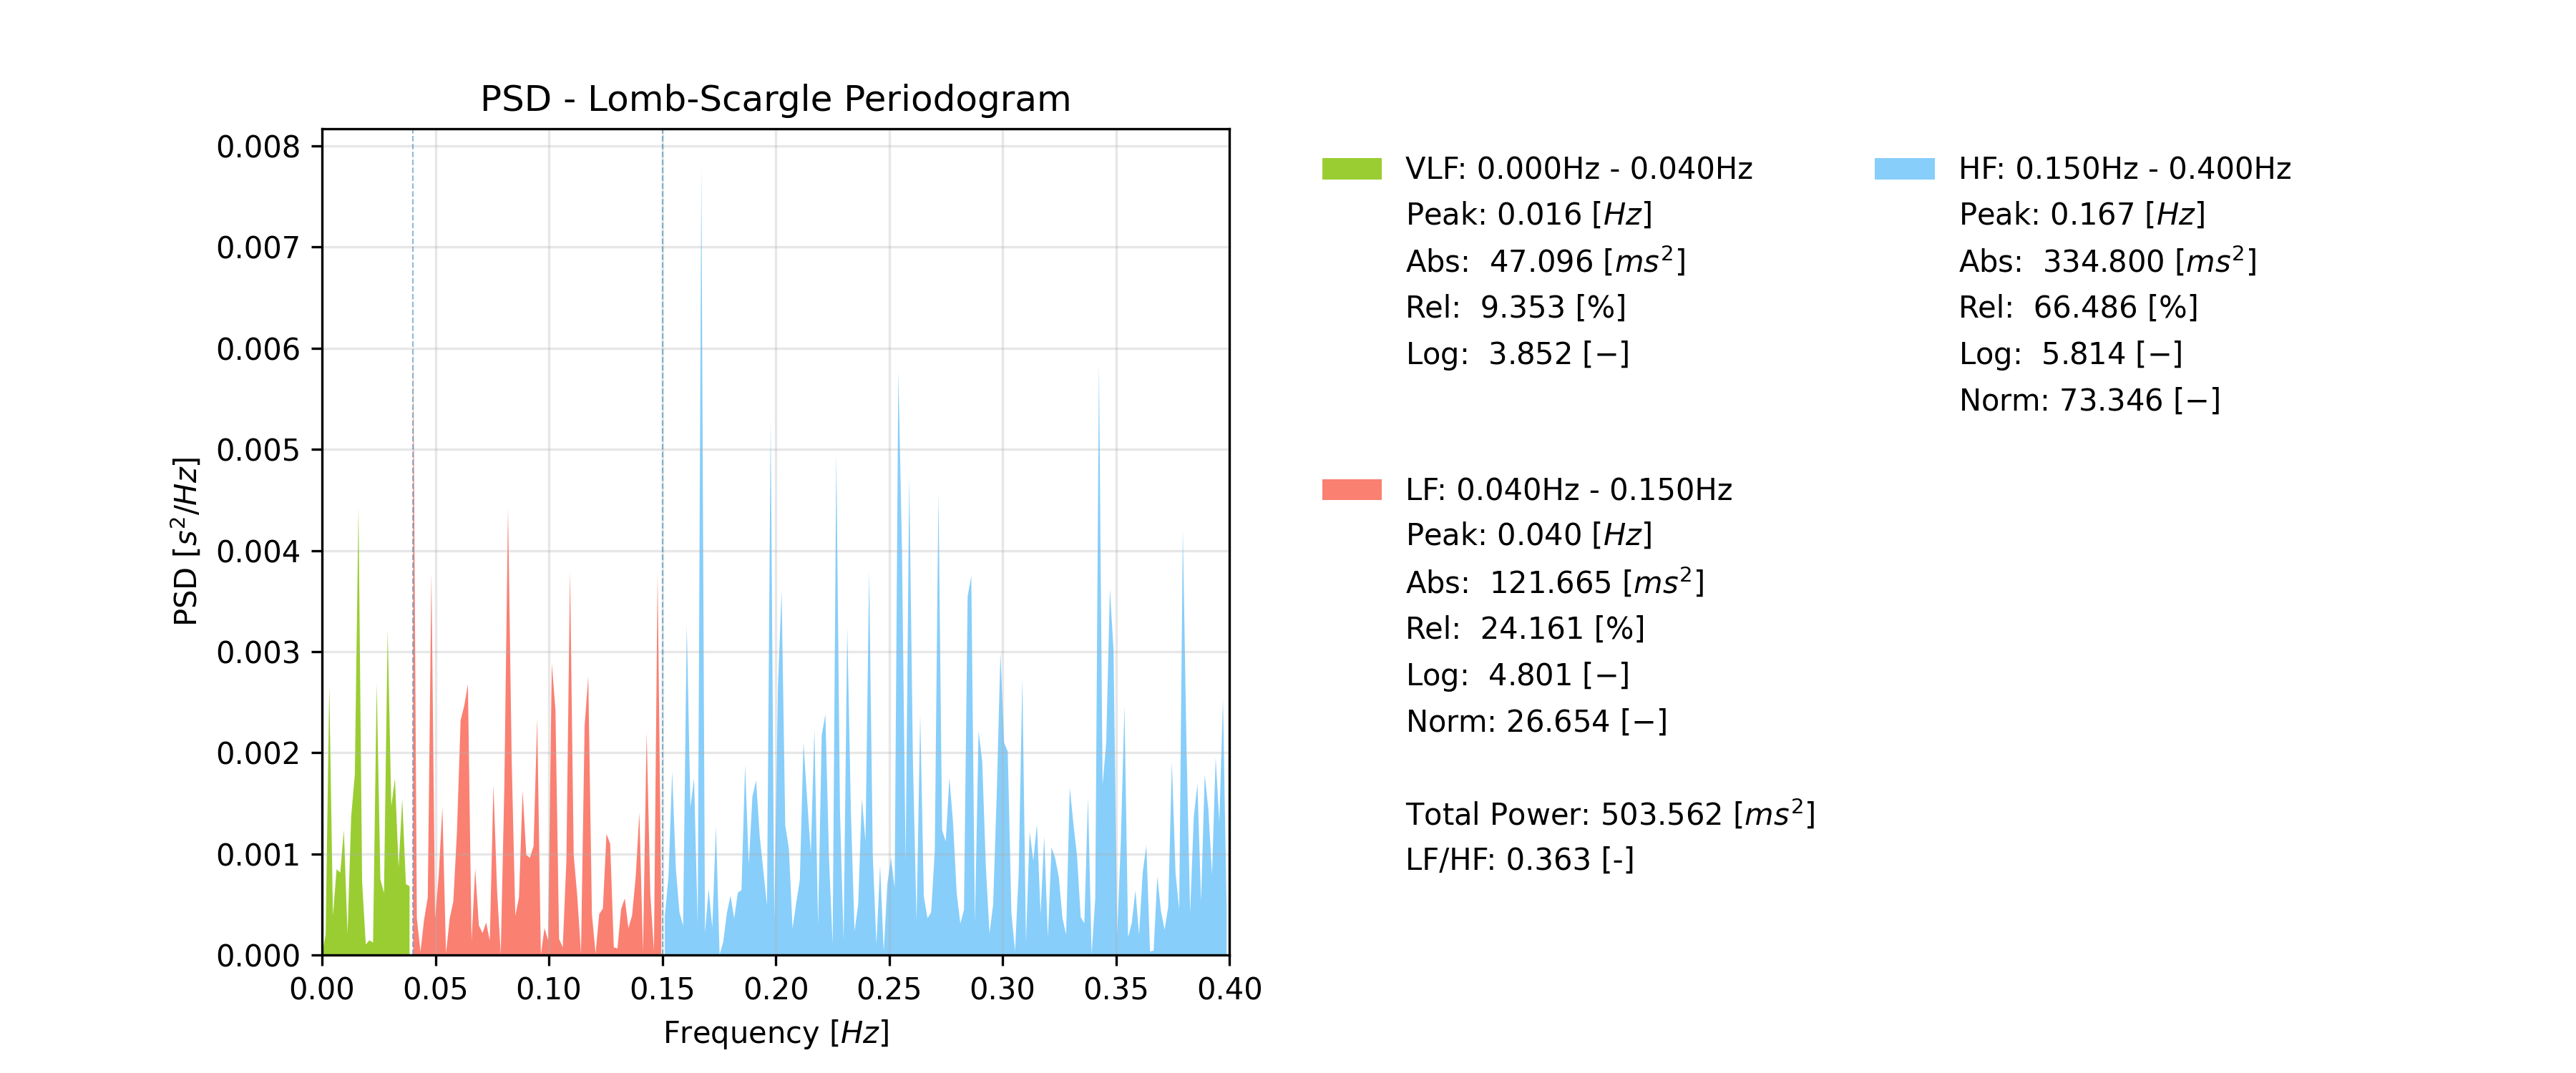 PSD - Lomb-Scargle Periodogram
0.008
0.007
0.006
0.005
0.004
0.003
0.002
0.001
0.000
PSD [s²/Hz]
0.00 0.05 0.10 0.15 0.20 0.25 0.30 0.35 0.40
Frequency [Hz]
VLF: 0.000Hz - 0.040Hz
Peak: 0.016 [Hz]
Abs: 47.096 [ms²]
Rel: 9.353 [%]
Log: 3.852 [−]
LF: 0.040Hz - 0.150Hz
Peak: 0.040 [Hz]
Abs: 121.665 [ms²]
Rel: 24.161 [%]
Log: 4.801 [−]
Norm: 26.654 [−]
Total Power: 503.562 [ms²]
LF/HF: 0.363 [-]
HF: 0.150Hz - 0.400Hz
Peak: 0.167 [Hz]
Abs: 334.800 [ms²]
Rel: 66.486 [%]
Log: 5.814 [−]
Norm: 73.346 [−]